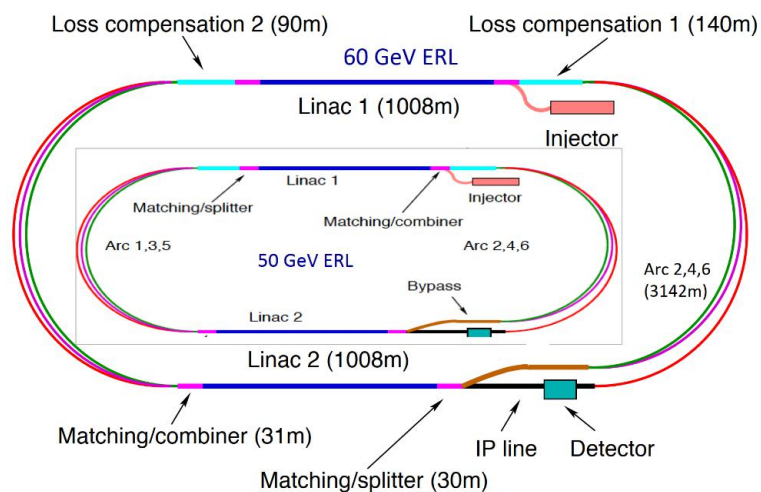 Loss compensation 2 (90m)
Loss compensation 1 (140m)
60 GeV ERL
Linac 1 (1008m)
Injector
Linac 1
Injector
Matching/splitter
Matching/combiner
Arc 1,3,5
Arc 2,4,6
50 GeV ERL
Bypass
Arc 2,4,6
(3142m)
Linac 2
Linac 2 (1008m)
Matching/combiner (31m)
IP line
Detector
Matching/splitter (30m)